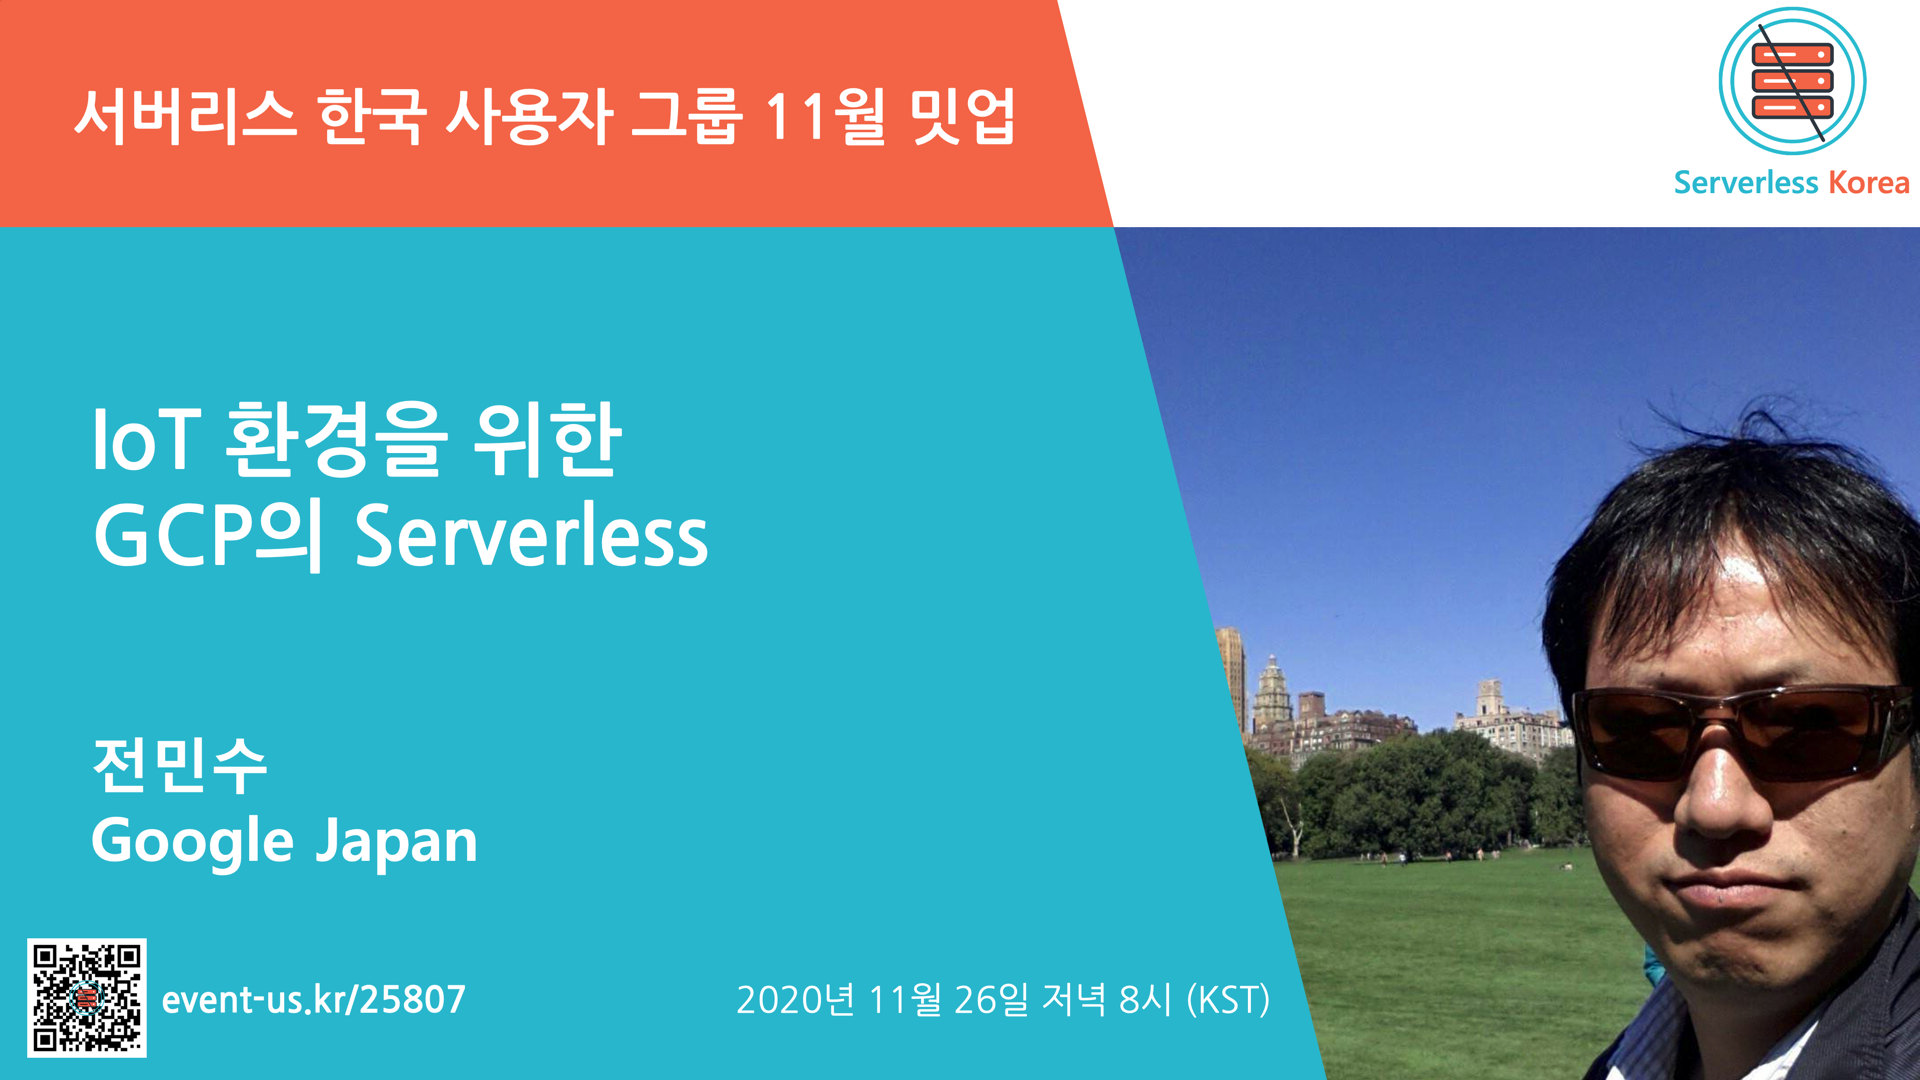 서버리스 한국 사용자 그룹 11월 밋업
Serverless Korea
IoT 환경을 위한
GCP의 Serverless
전민수
Google Japan
event-us.kr/25807
2020년 11월 26일 저녁 8시 (KST)